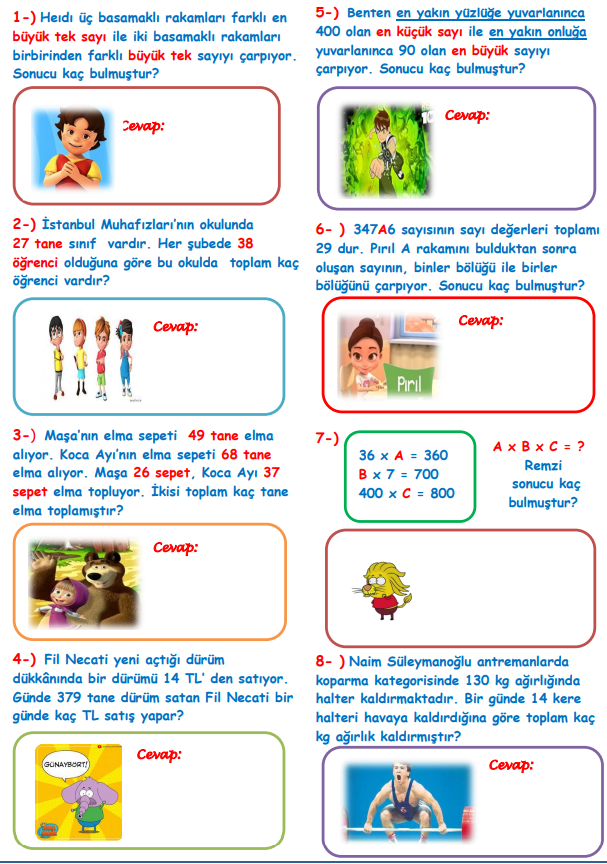 1-) Heıdı üç basamaklı rakamları farklı en
büyük tek sayı ile iki basamaklı rakamları
birbirinden farklı büyük tek sayıyı çarpıyor.
Sonucu kaç bulmuştur?
Cevap:
2-) İstanbul Muhafızları’nın okulunda
27 tane sınıf vardır. Her şubede 38
öğrenci olduğuna göre bu okulda toplam kaç
öğrenci vardır?
Cevap:
3-) Maşa’nın elma sepeti 49 tane elma
alıyor. Koca Ayı’nın elma sepeti 68 tane
elma alıyor. Maşa 26 sepet, Koca Ayı 37
sepet elma topluyor. İkisi toplam kaç tane
elma toplamıştır?
Cevap:
4-) Fil Necati yeni açtığı dürüm
dükkânında bir dürümü 14 TL’ den satıyor.
Günde 379 tane dürüm satan Fil Necati bir
günde kaç TL satış yapar?
GÜNAYBÖRT!
Cevap:
5-) Benten en yakın yüzlüğe yuvarlanınca
400 olan en küçük sayı ile en yakın onluğa
yuvarlanınca 90 olan en büyük sayıyı
çarpıyor. Sonucu kaç bulmuştur?
10
Cevap:
6- ) 347A6 sayısının sayı değerleri toplamı
29 dur. Pırıl A rakamını bulduktan sonra
oluşan sayının, binler bölüğü ile birler
bölüğünü çarpıyor. Sonucu kaç bulmuştur?
Pırıl
Cevap:
7-)
36 x A = 360
B x 7 = 700
400 x C = 800
A x B x C = ?
Remzi
sonucu kaç
bulmuştur?
8- ) Naim Süleymanoğlu antremanlarda
koparma kategorisinde 130 kg ağırlığında
halter kaldırmaktadır. Bir günde 14 kere
halteri havaya kaldırdığına göre toplam kaç
kg ağırlık kaldırmıştır?
Cevap: